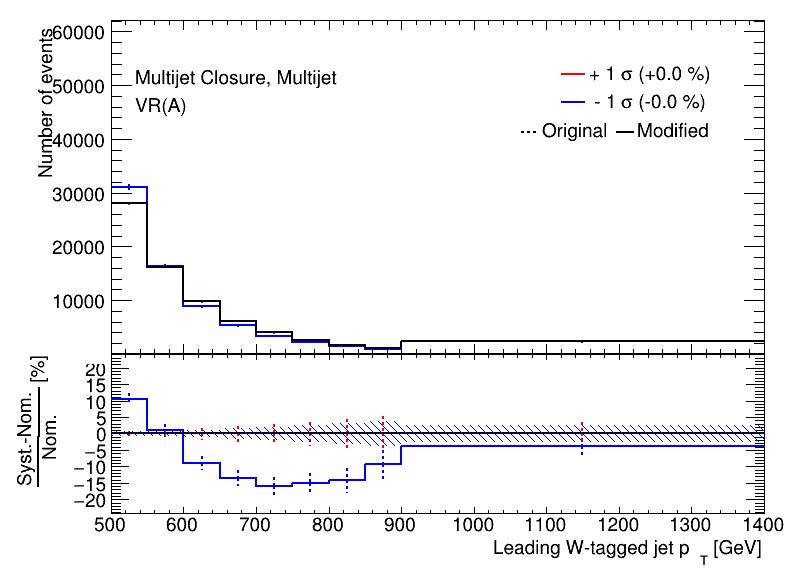 60000
50000
40000
30000
20000
10000
Number of events
Multijet Closure, Multijet
VR(A)
+ 1 σ (+0.0 %)
- 1 σ (-0.0 %)
Original
Modified
20
15
10
5
0
−5
−10
−15
−20
Syst.-Nom.
Nom.
[%]
500 600 700 800 900 1000 1100 1200 1300 1400
Leading W-tagged jet p T [GeV]